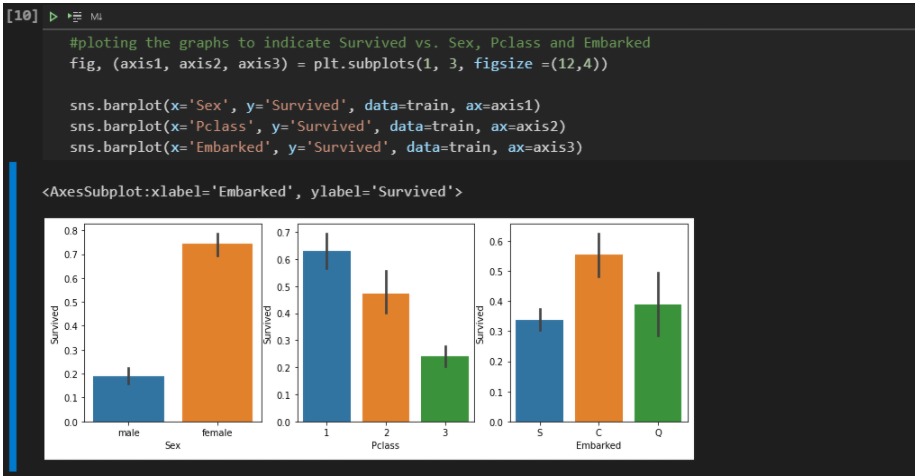 [10]
M↓
#ploting the graphs to indicate Survived vs. Sex, Pclass and Embarked
fig, (axis1, axis2, axis3) = plt.subplots(1, 3, figsize =(12,4))
sns.barplot(x='Sex', y='Survived', data=train, ax=axis1)
sns.barplot(x='Pclass', y='Survived', data=train, ax=axis2)
sns.barplot(x='Embarked', y='Survived', data=train, ax=axis3)
<AxesSubplot:xlabel='Embarked', ylabel='Survived'>
0.8
0.7
0.6
0.5
0.4
0.3
0.2
0.1
0.0
Survived
male female
Sex
0.7
0.6
0.5
0.4
0.3
0.2
0.1
0.0
Survived
1 2 3
Pclass
0.6
0.5
0.4
0.3
0.2
0.1
0.0
Survived
S C Q
Embarked